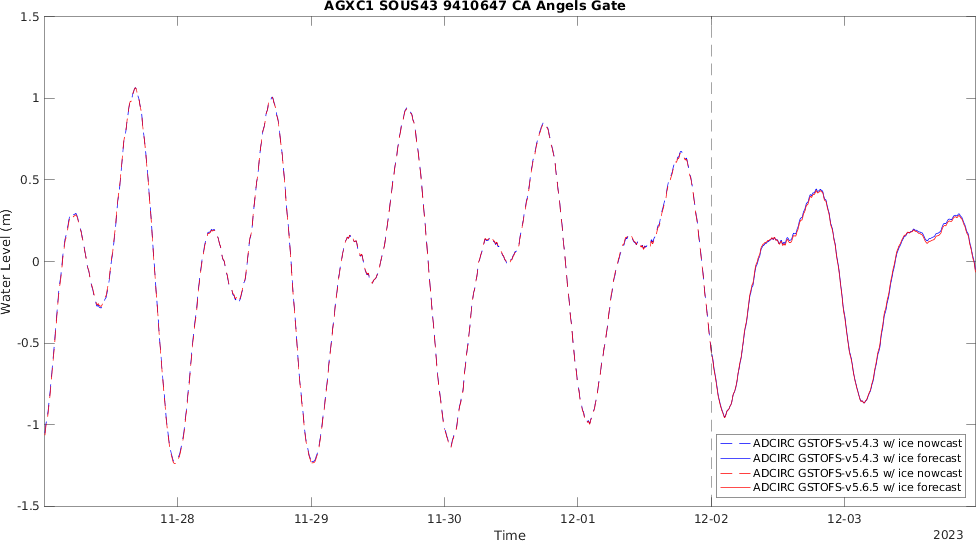 AGXC1 SOUS43 9410647 CA Angels Gate
1.5
1
0.5
0
-0.5
-1
-1.5
Water Level (m)
11-28
11-29
11-30
12-01
12-02
12-03
Time
2023
ADCIRC GSTOFS-v5.4.3 w/ ice nowcast
ADCIRC GSTOFS-v5.4.3 w/ ice forecast
ADCIRC GSTOFS-v5.6.5 w/ ice nowcast
ADCIRC GSTOFS-v5.6.5 w/ ice forecast